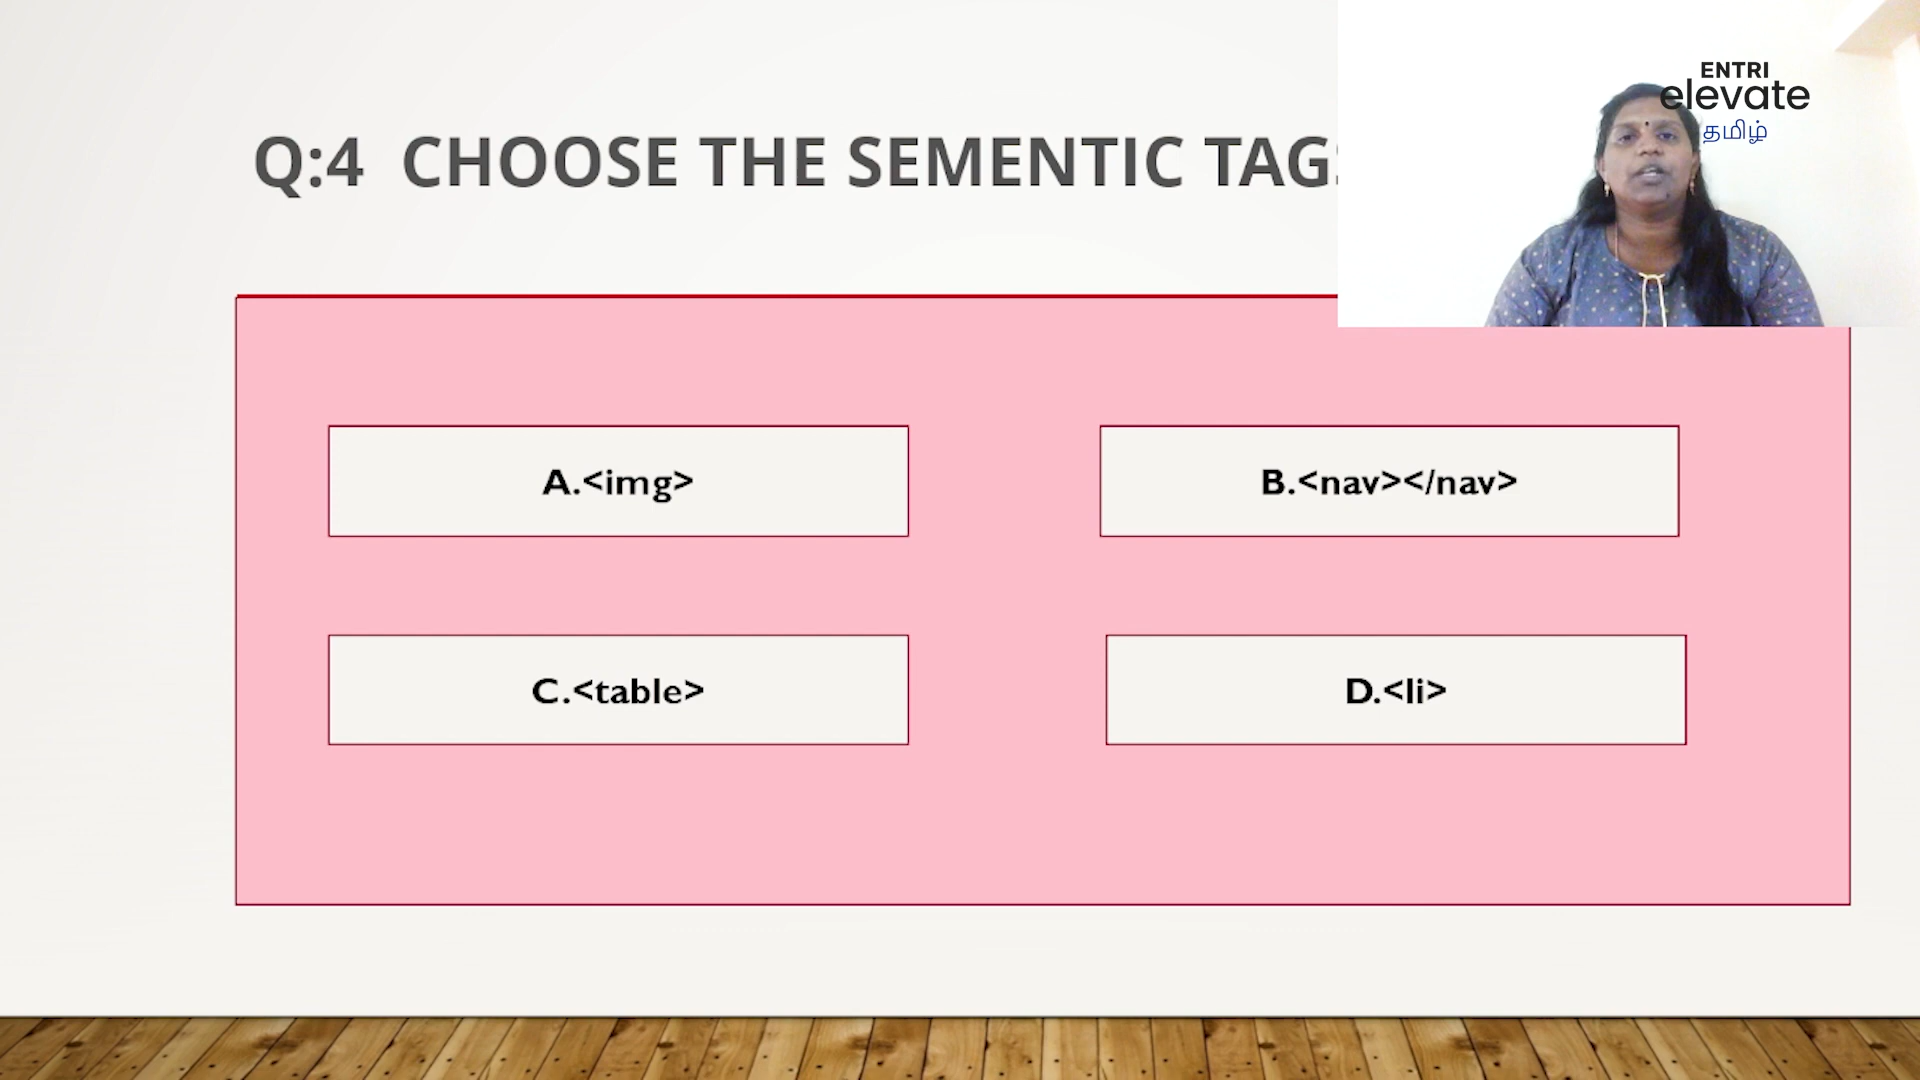 ENTRI
elevate
தமிழ்
Q:4 CHOOSE THE SEMENTIC TAGS
A.<img>
B.<nav></nav>
C.<table>
D.<li>